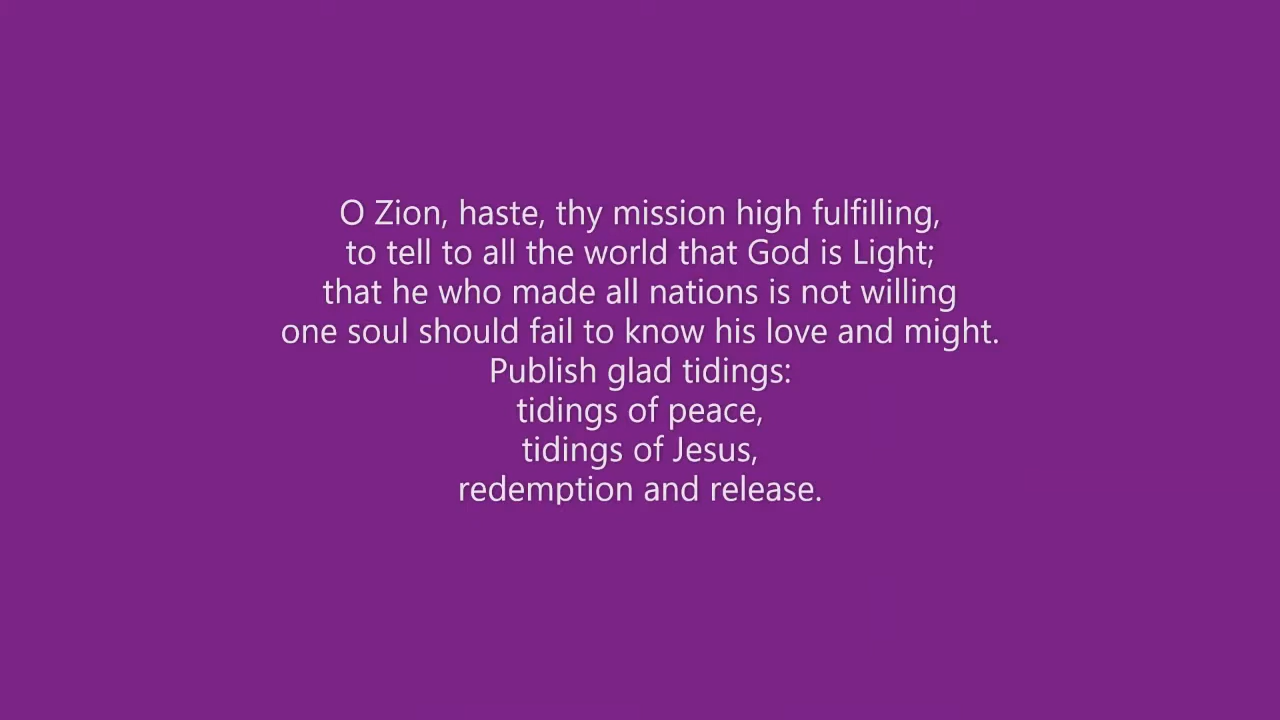 O Zion, haste, thy mission high fulfilling,
to tell to all the world that God is Light;
that he who made all nations is not willing
one soul should fail to know his love and might.
Publish glad tidings:
tidings of peace,
tidings of Jesus,
redemption and release.